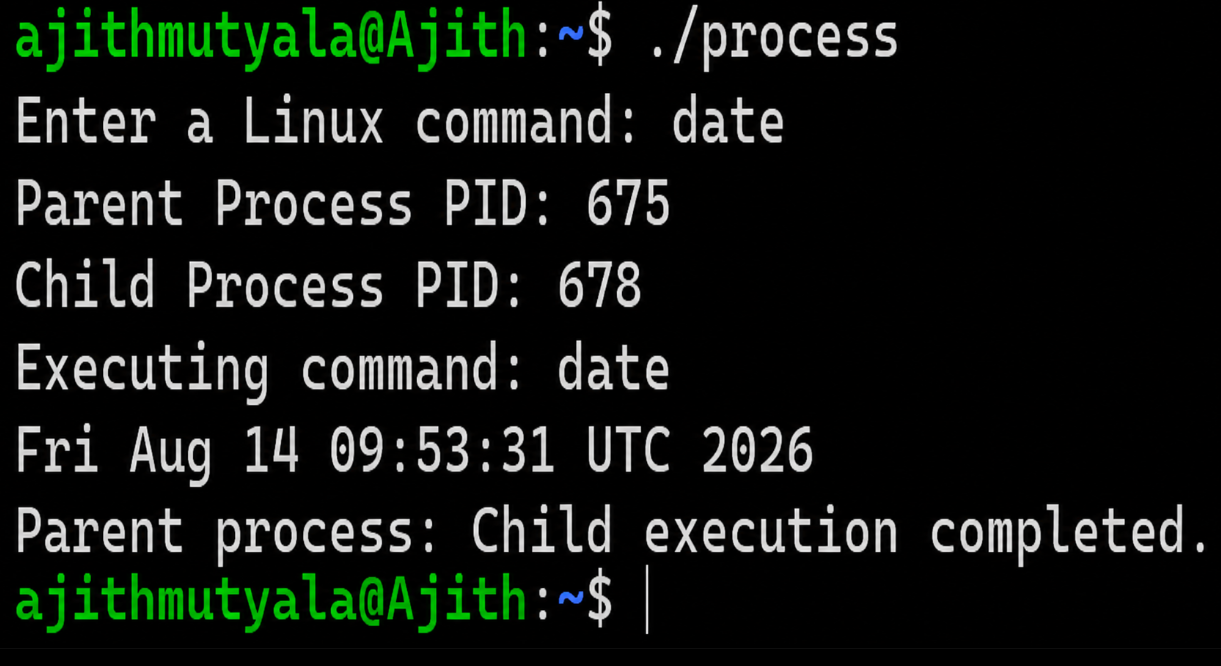 ajithmutyala@Ajith:~$ ./process
Enter a Linux command: date
Parent Process PID: 675
Child Process PID: 678
Executing command: date
Fri Aug 14 09:53:31 UTC 2026
Parent process: Child execution completed.
ajithmutyala@Ajith:~$